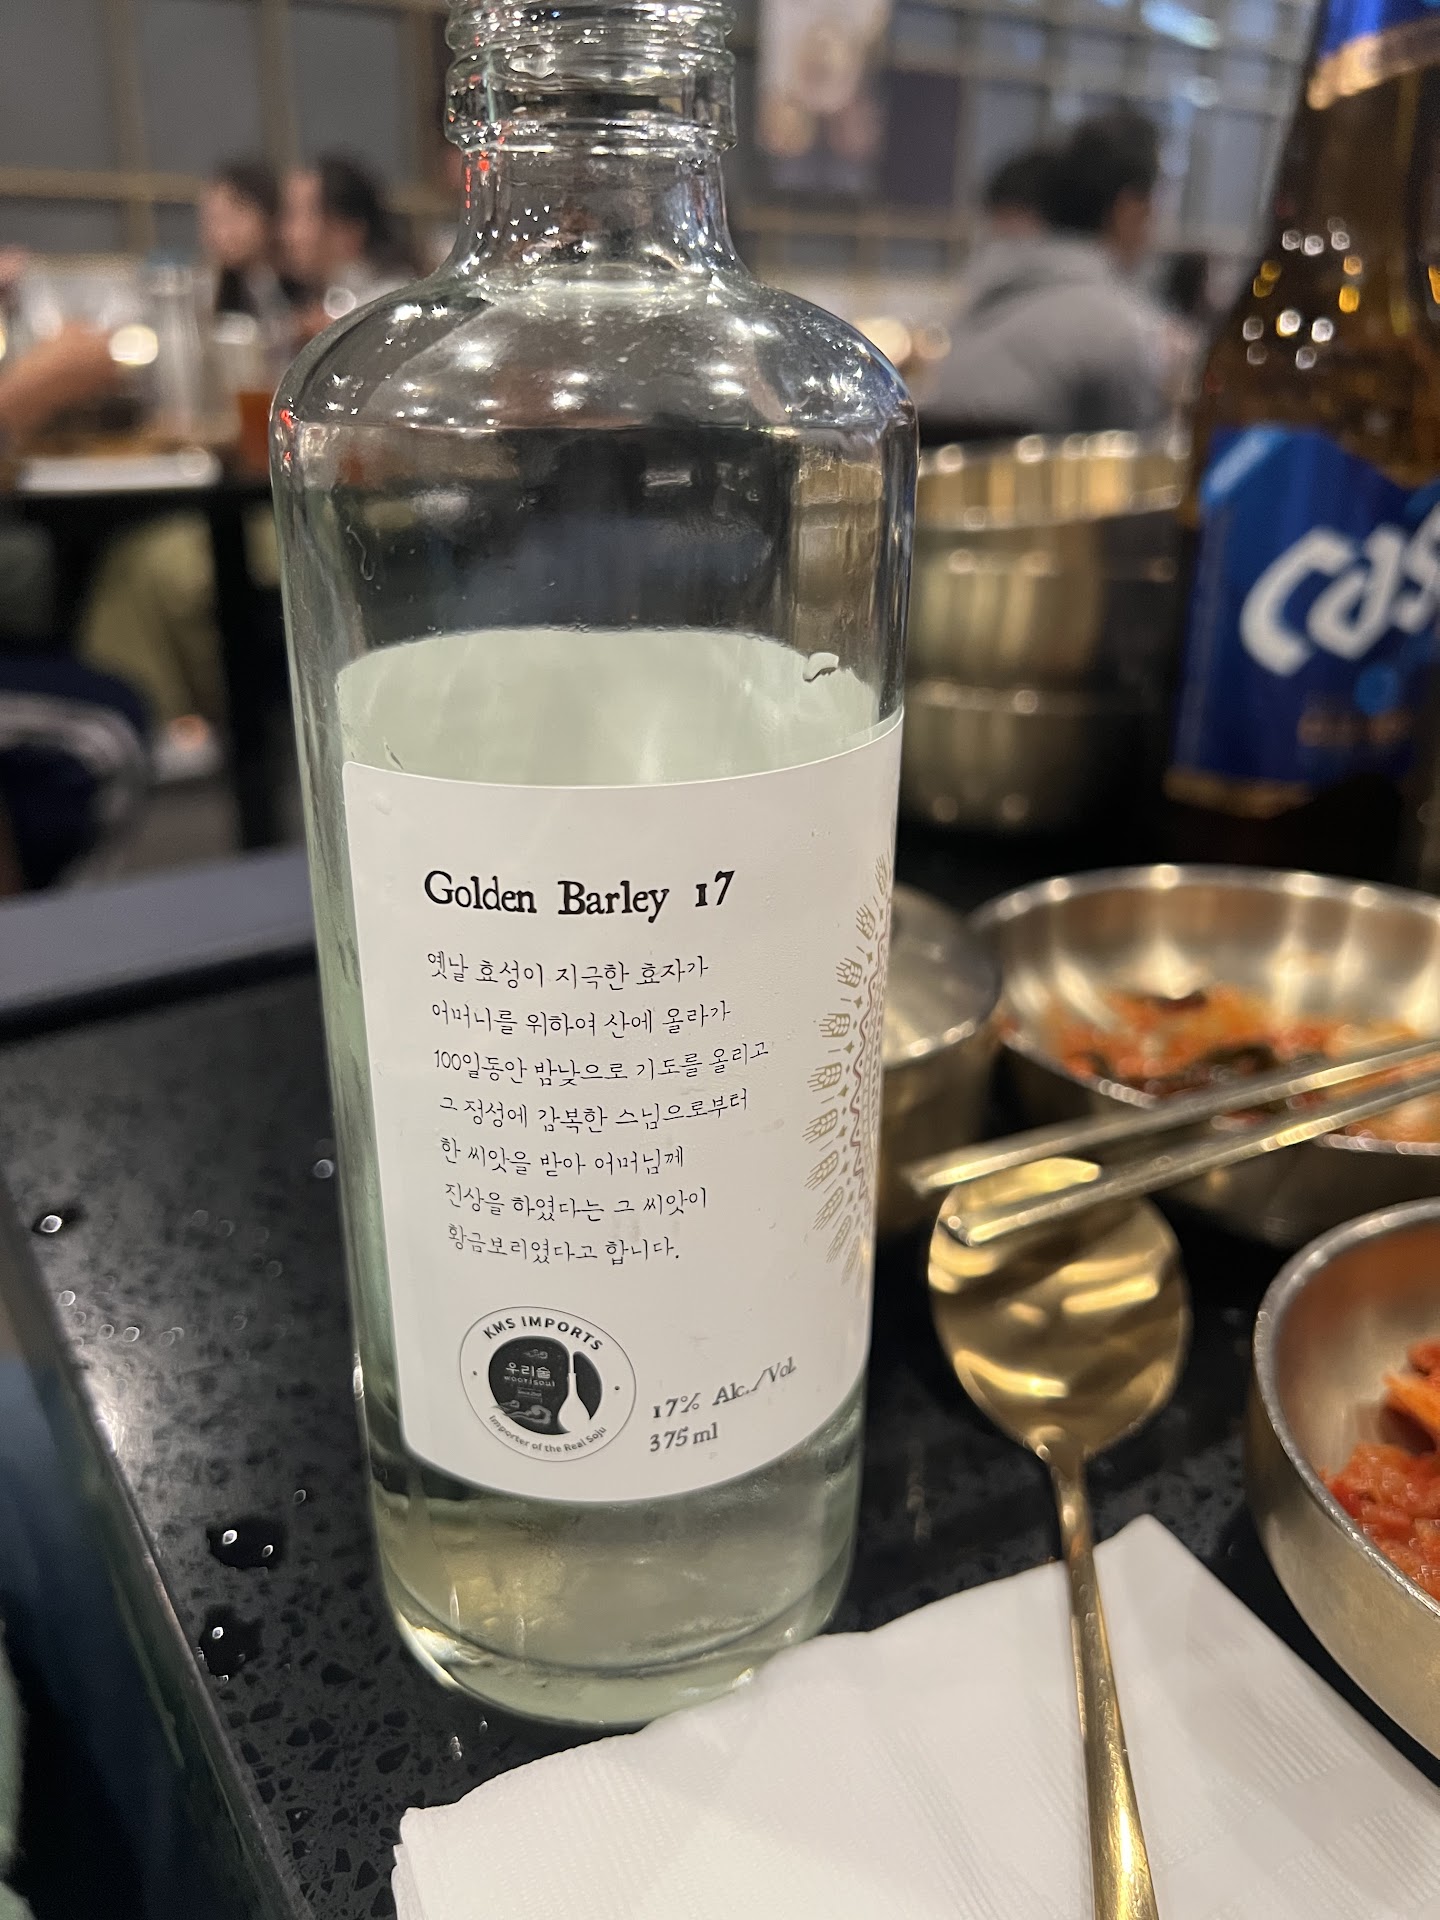 Golden Barley 17
옛날 효성이 지극한 효자가
어머니를 위하여 산에 올라가
100일동안 밤낮으로 기도를 올리고
그 정성에 감복한 스님으로부터
한 씨앗을 받아 어머님께
진상을 하였다는 그 씨앗이
황금보리였다고 합니다.
KMS IMPORTS
우리술
woorisoul
Importer of the Real Soju
17% Alc./Vol.
375 ml